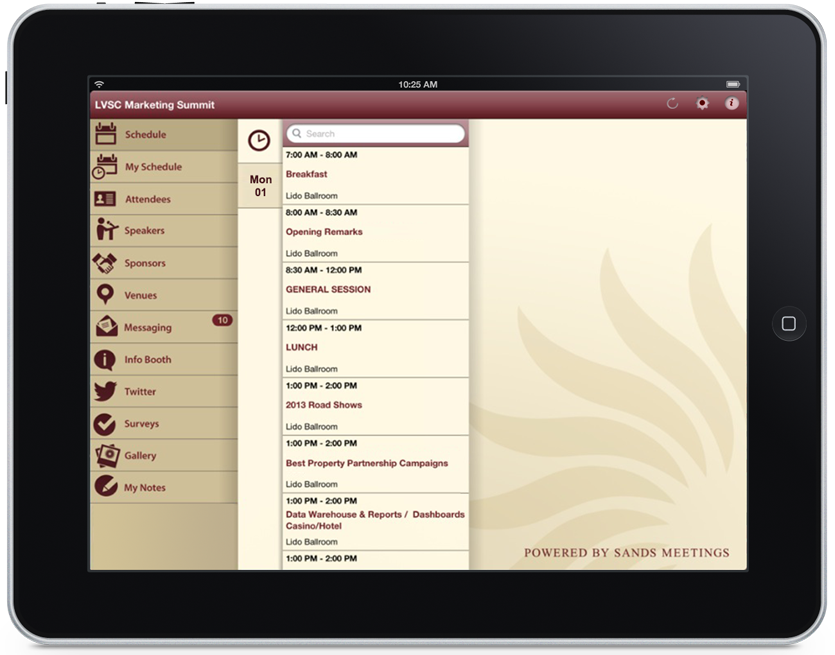 10:25 AM
LVSC Marketing Summit
Schedule
My Schedule
Attendees
Speakers
Sponsors
Venues
Messaging
10
Info Booth
Twitter
Surveys
Gallery
My Notes
Mon
01
Search
7:00 AM - 8:00 AM
Breakfast
Lido Ballroom
8:00 AM - 8:30 AM
Opening Remarks
Lido Ballroom
8:30 AM - 12:00 PM
GENERAL SESSION
Lido Ballroom
12:00 PM - 1:00 PM
LUNCH
Lido Ballroom
1:00 PM - 2:00 PM
2013 Road Shows
Lido Ballroom
1:00 PM - 2:00 PM
Best Property Partnership Campaigns
Lido Ballroom
1:00 PM - 2:00 PM
Data Warehouse & Reports / Dashboards
Casino/Hotel
Lido Ballroom
1:00 PM - 2:00 PM
POWERED BY SANDS MEETINGS